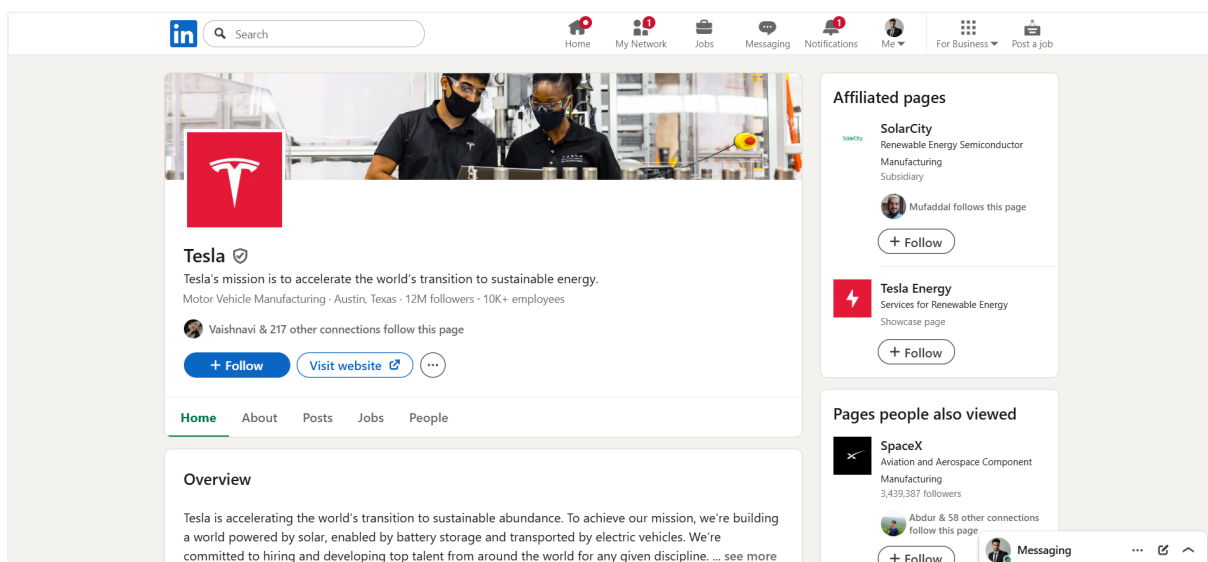 in
Search
Home
My Network
1
Jobs
Messaging
Notifications
1
Me
For Business
Post a job
Tesla
Tesla's mission is to accelerate the world's transition to sustainable energy.
Motor Vehicle Manufacturing · Austin, Texas · 12M followers · 10K+ employees
Vaishnavi & 217 other connections follow this page
+ Follow
Visit website
Home
About
Posts
Jobs
People
Overview
Tesla is accelerating the world's transition to sustainable abundance. To achieve our mission, we're building
a world powered by solar, enabled by battery storage and transported by electric vehicles. We're
committed to hiring and developing top talent from around the world for any given discipline. ... see more
Affiliated pages
SolarCity
SolarCity
Renewable Energy Semiconductor
Manufacturing
Subsidiary
Mufaddal follows this page
+ Follow
Tesla Energy
Services for Renewable Energy
Showcase page
+ Follow
Pages people also viewed
SpaceX
Aviation and Aerospace Component
Manufacturing
3,439,387 followers
Abdur & 58 other connections
follow this page
+ Follow
Messaging